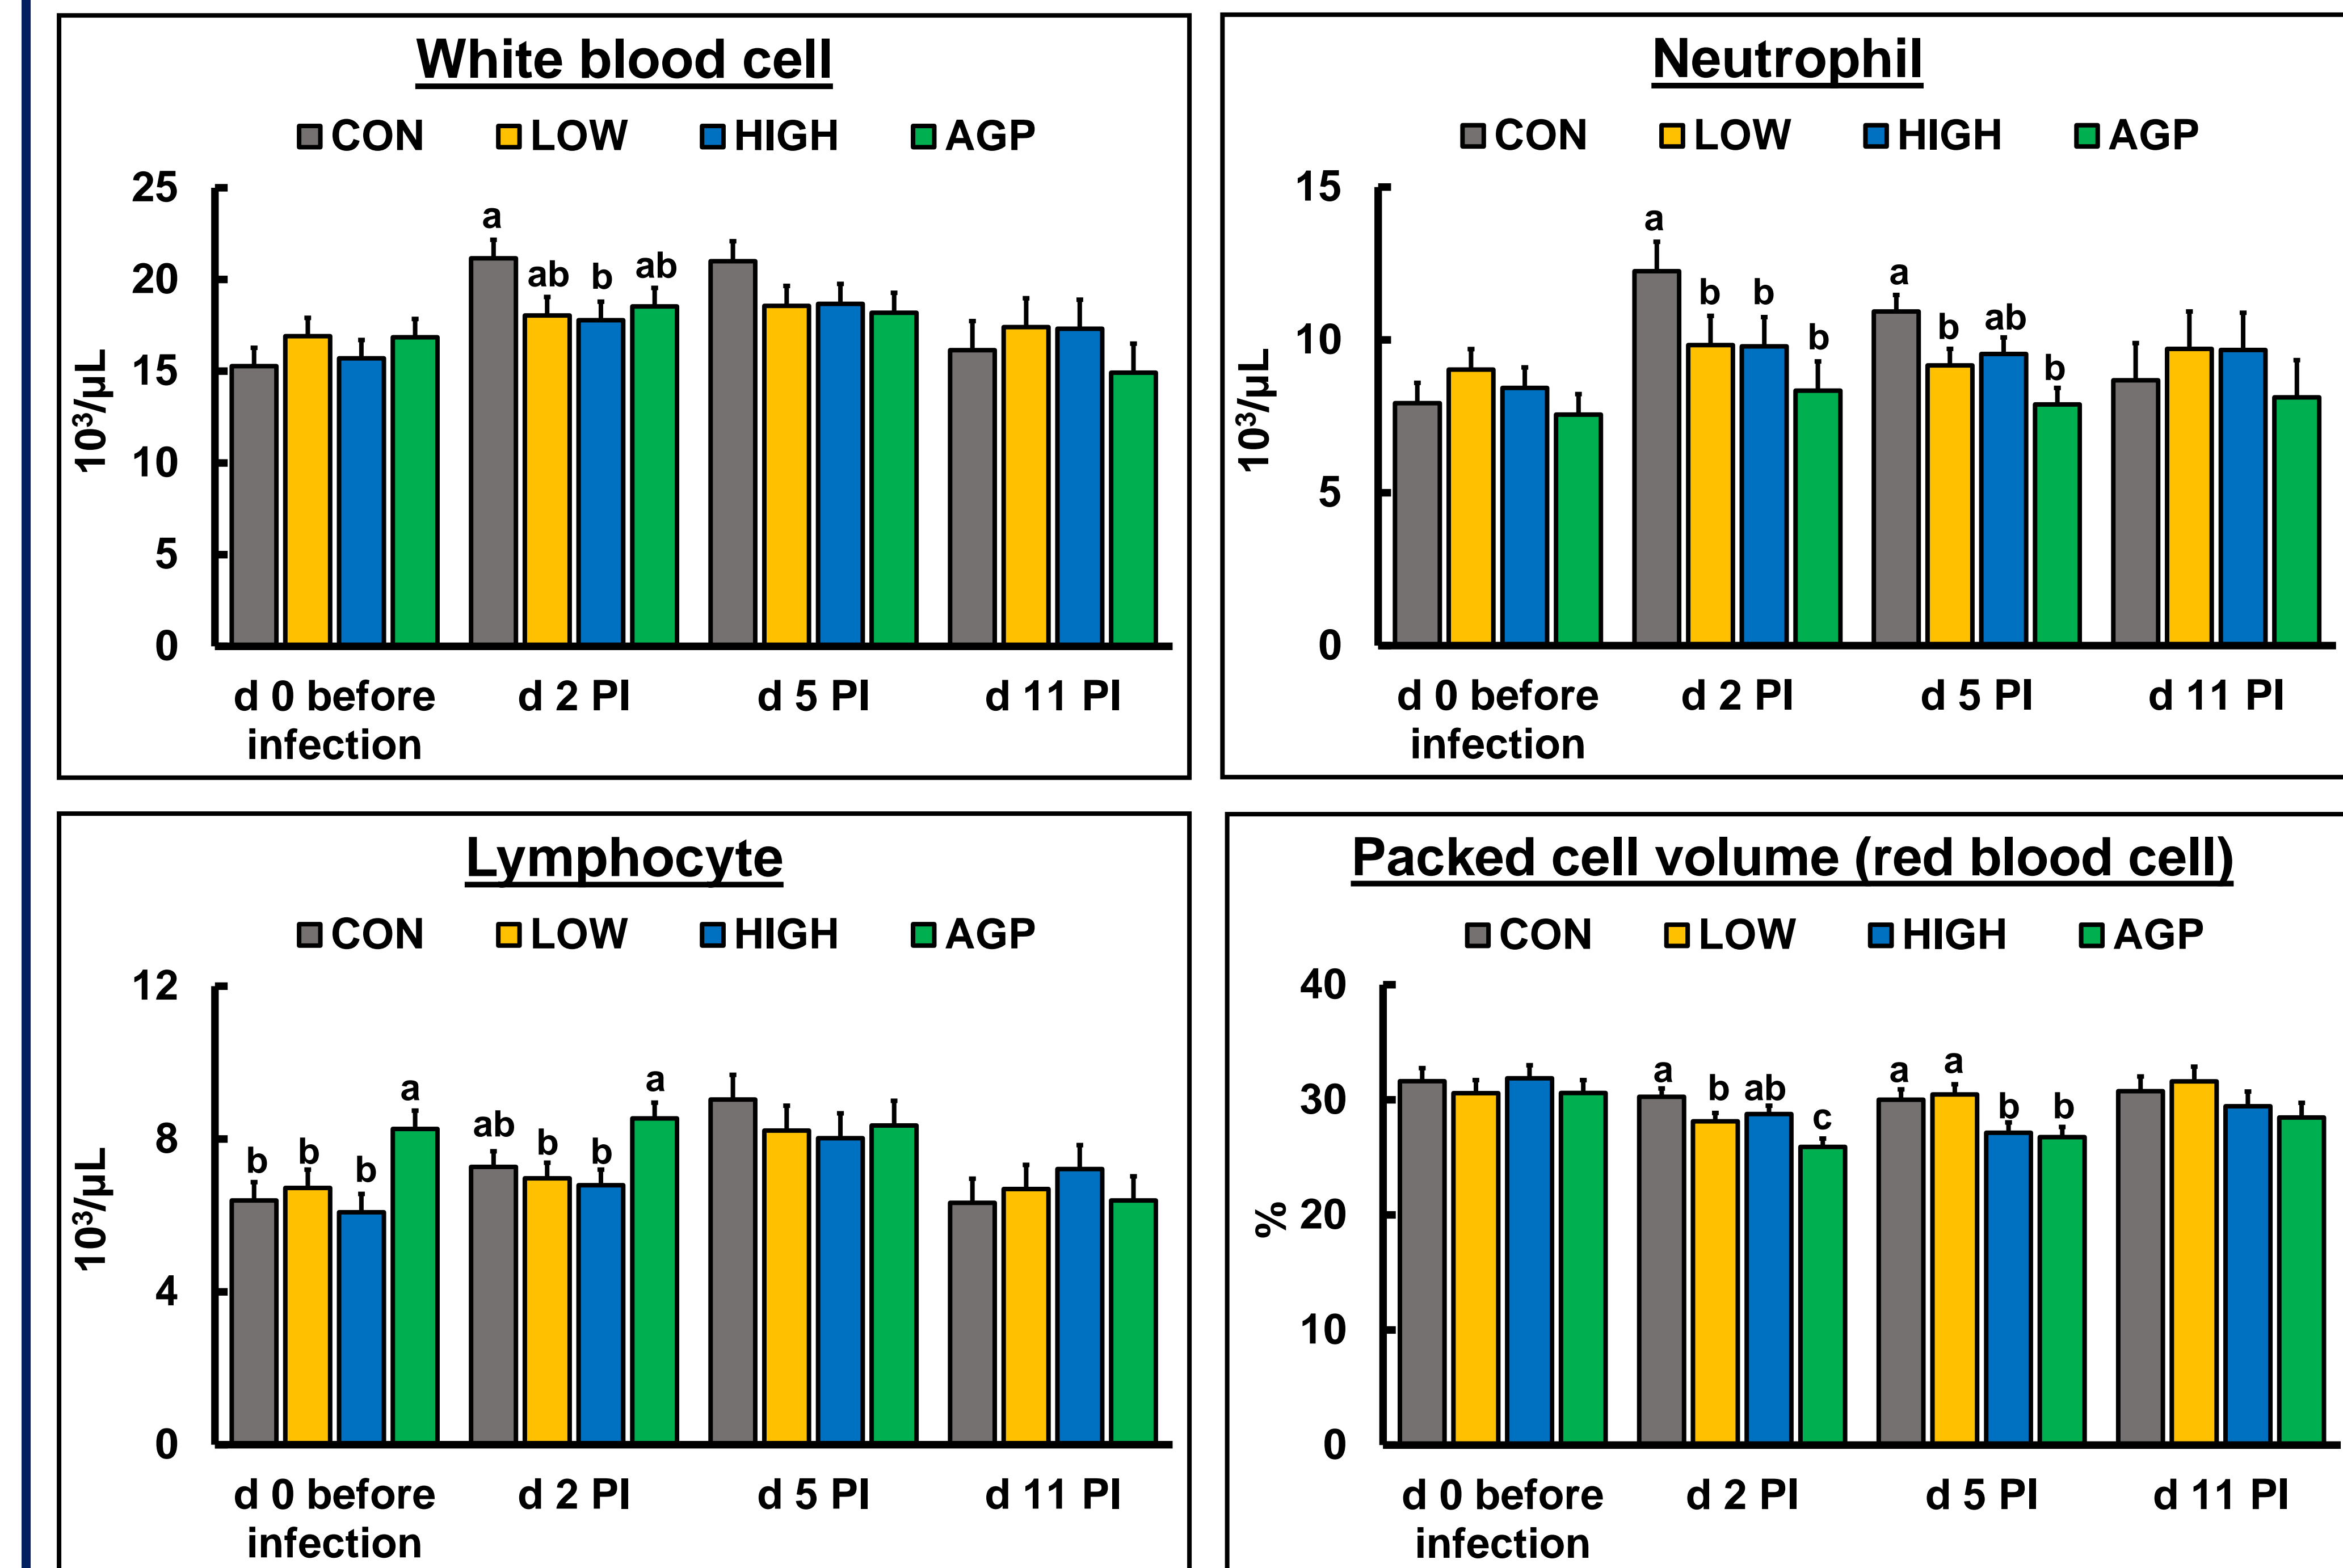 White blood cell
CON LOW HIGH AGP
25
20
15
10
5
0
10³/µL
a
ab b ab
d 0 before infection
d 2 PI
d 5 PI
d 11 PI
Neutrophil
CON LOW HIGH AGP
15
10
5
0
10³/µL
a
b b b
a
b ab b
d 0 before infection
d 2 PI
d 5 PI
d 11 PI
Lymphocyte
CON LOW HIGH AGP
12
8
4
0
10³/µL
b b b a
ab b b a
d 0 before infection
d 2 PI
d 5 PI
d 11 PI
Packed cell volume (red blood cell)
CON LOW HIGH AGP
40
30
20
10
0
%
a b ab c
a a b b
d 0 before infection
d 2 PI
d 5 PI
d 11 PI